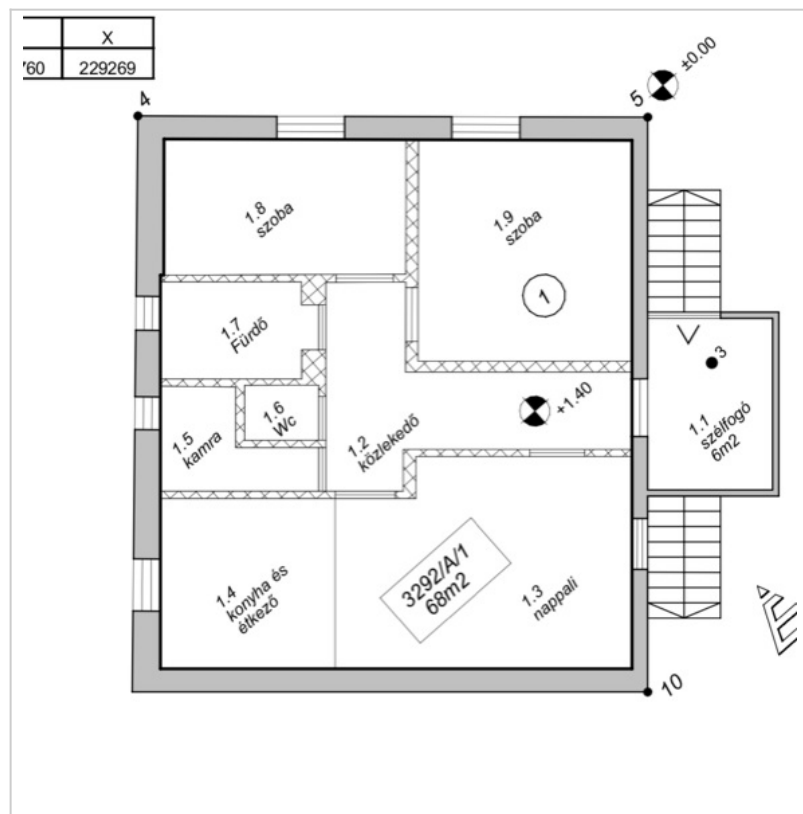 X
760 229269
4
5
±0.00
1.8
szoba
1.9
szoba
1
1.7
Fürdő
3
1.6
Wc
+1.40
1.1
szélfogó
6m2
1.5
kamra
1.2
közlekedő
3292/A/1
68m2
1.4
konyha és
étkező
1.3
nappali
É
10